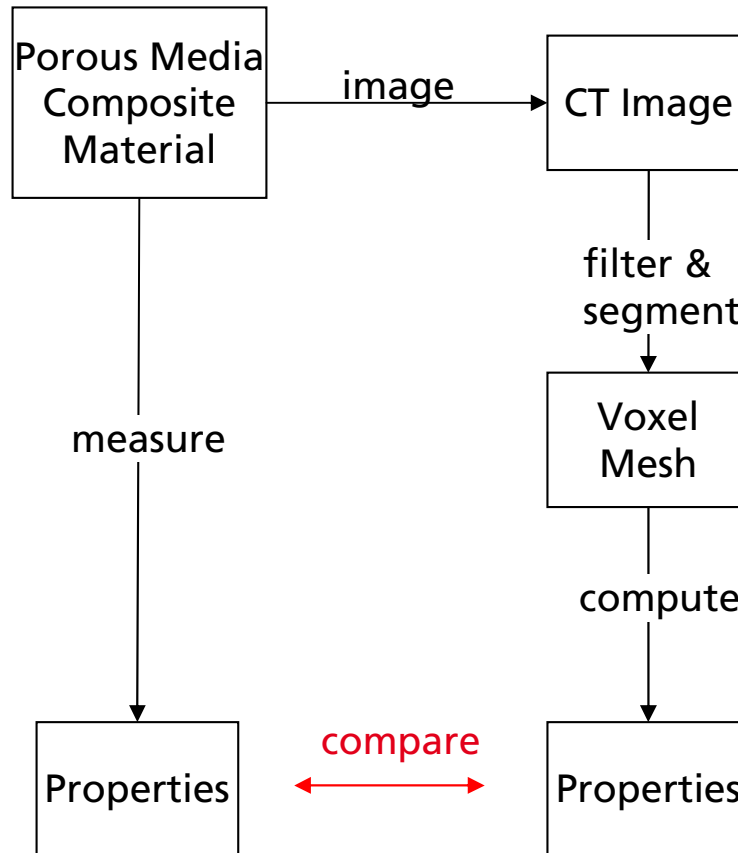 Porous Media
Composite
Material
image
CT Image
filter &
segment
measure
Voxel
Mesh
compute
compare
Properties
Properties